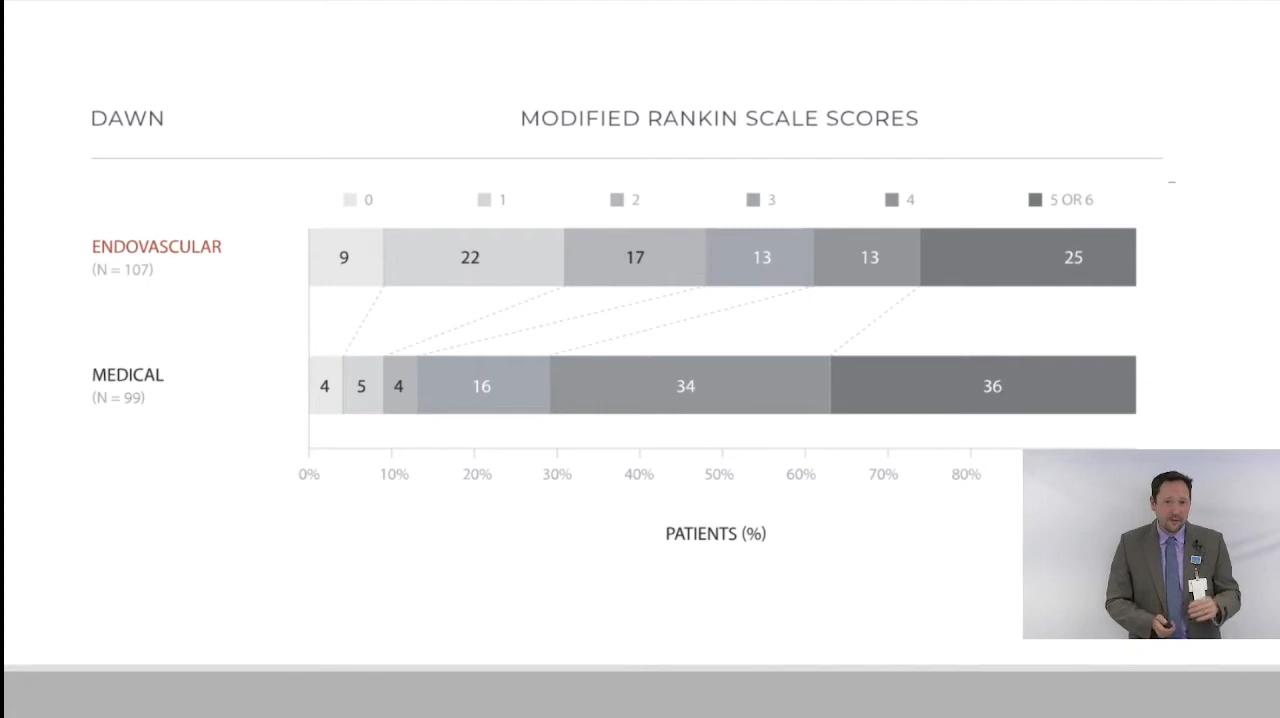 DAWN
MODIFIED RANKIN SCALE SCORES
0 1 2 3 4 5 OR 6
ENDOVASCULAR
(N = 107)
9 22 17 13 13 25
MEDICAL
(N = 99)
4 5 4 16 34 36
0% 10% 20% 30% 40% 50% 60% 70% 80%
PATIENTS (%)